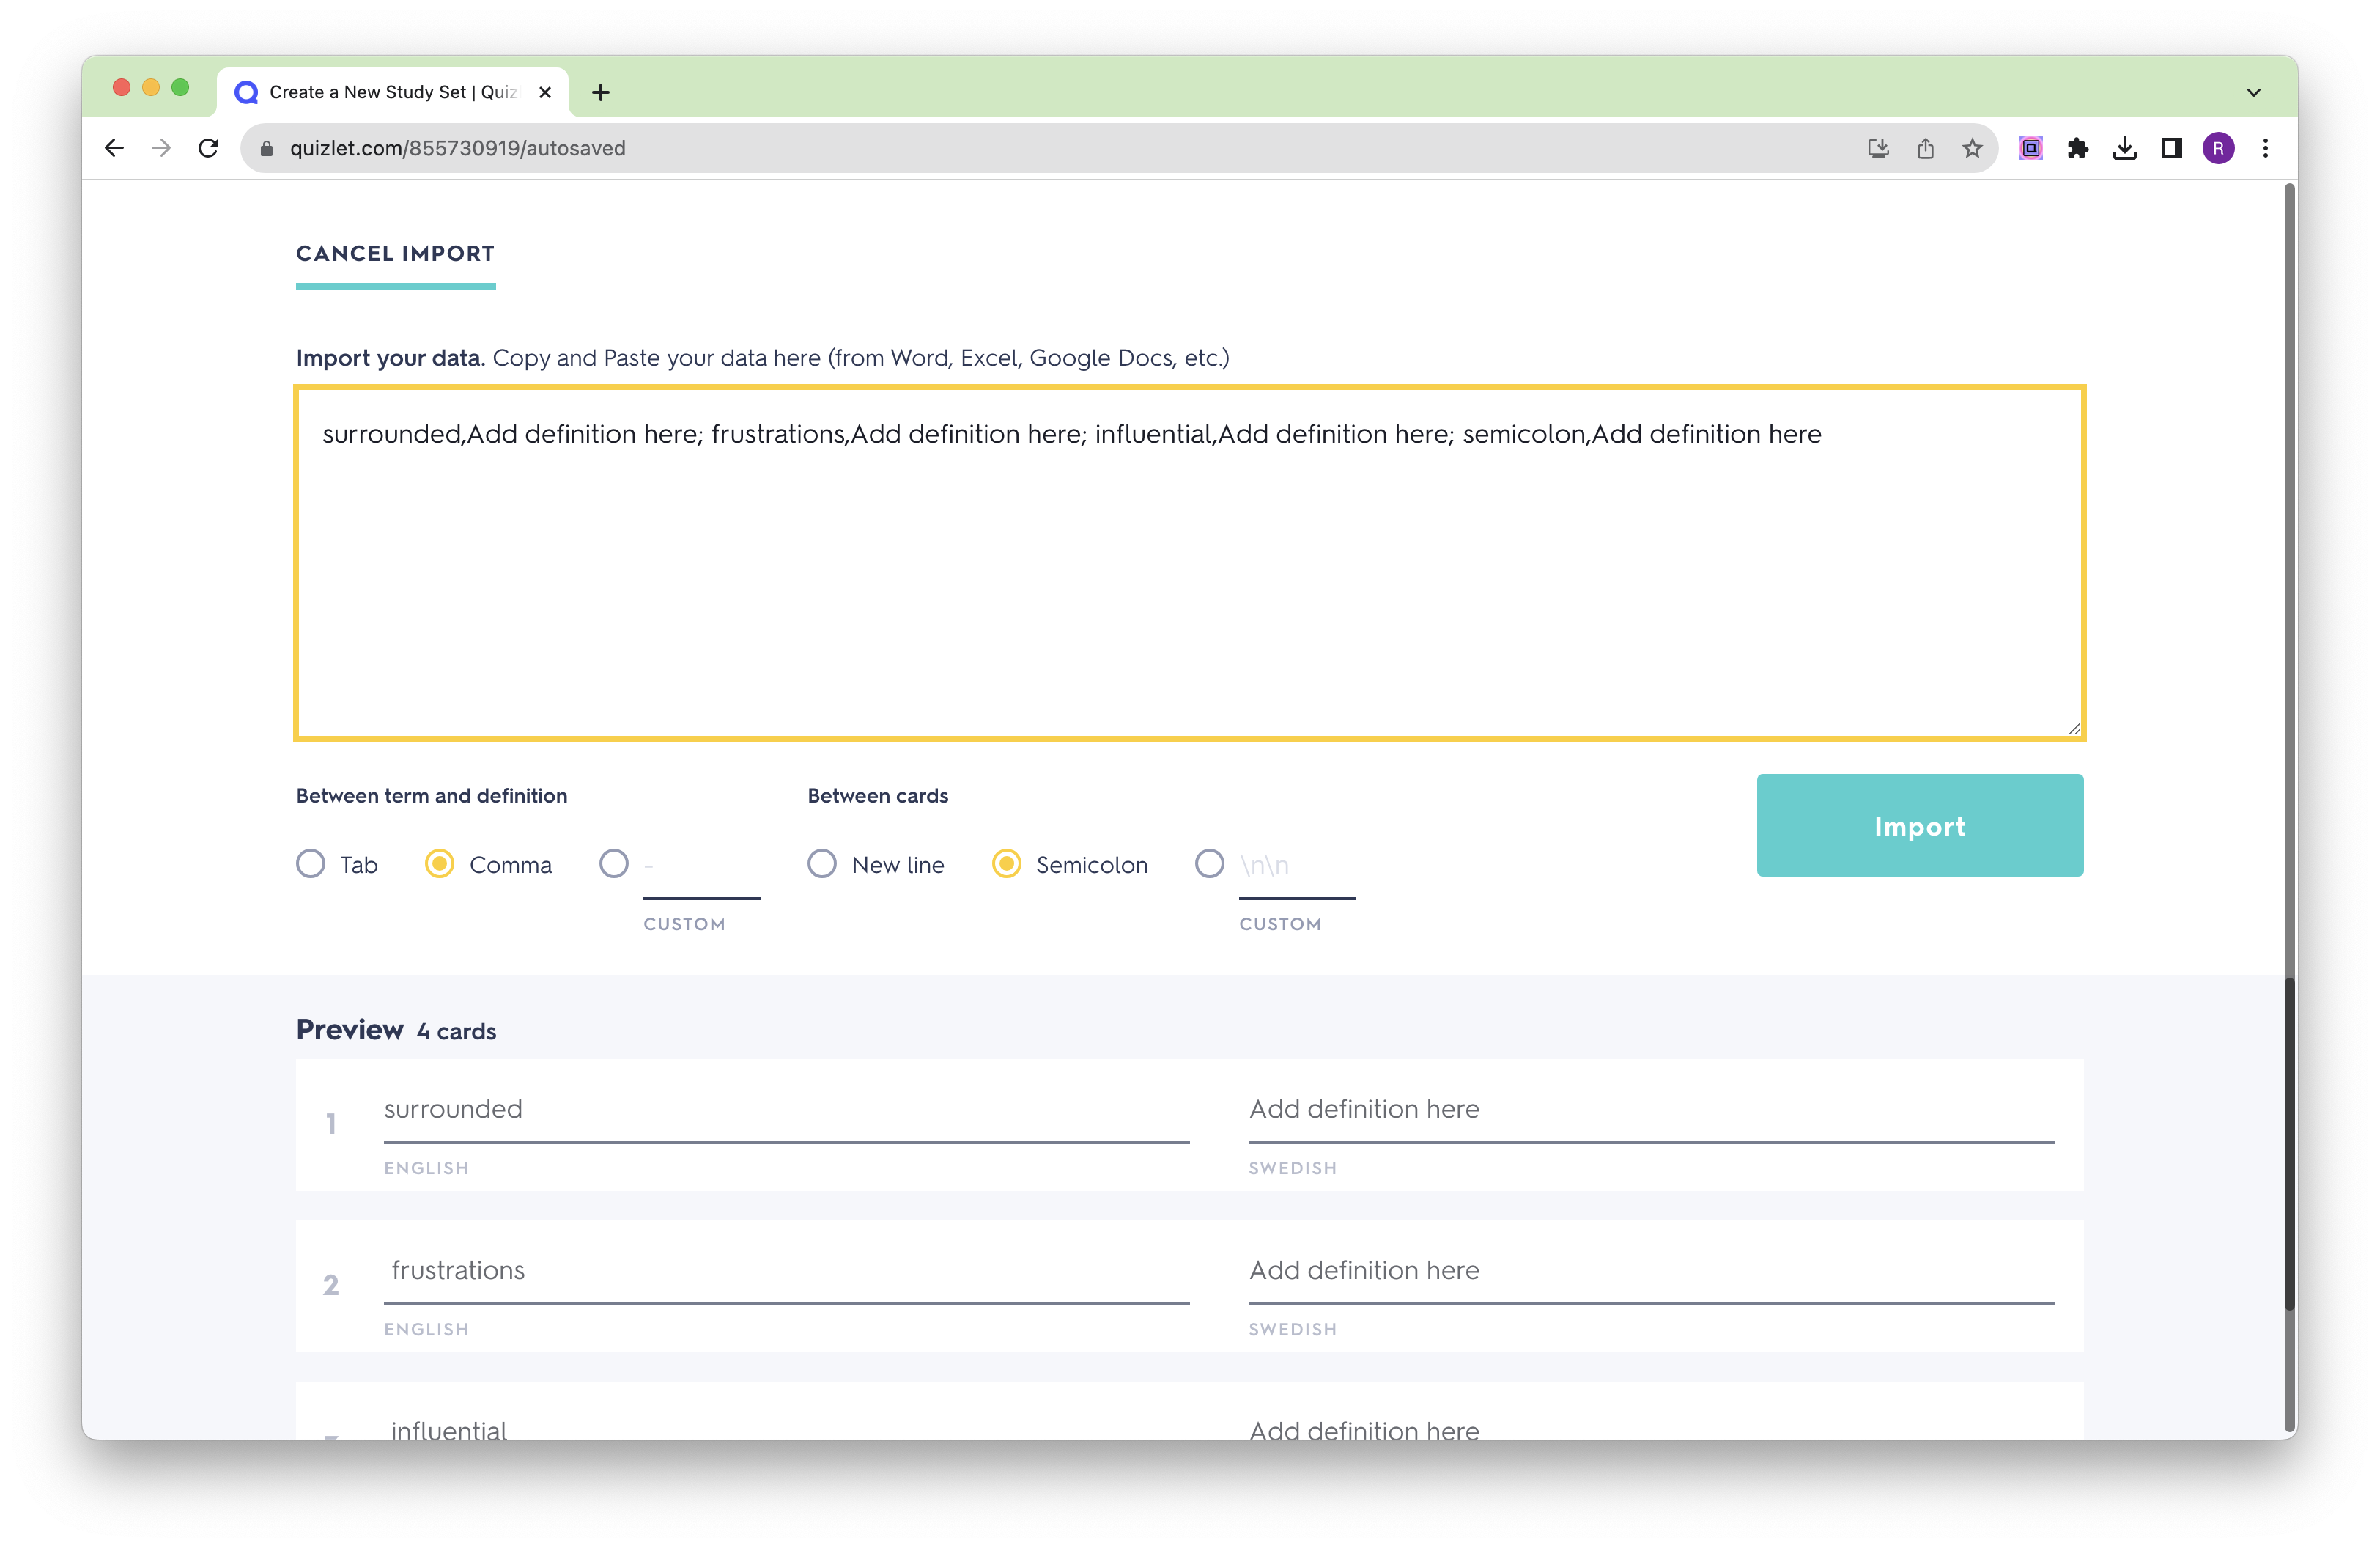 Create a New Study Set | Quiz
quizlet.com/855730919/autosaved
R
CANCEL IMPORT
Import your data. Copy and Paste your data here (from Word, Excel, Google Docs, etc.)
surrounded,Add definition here; frustrations,Add definition here; influential,Add definition here; semicolon,Add definition here
Between term and definition
Between cards
Import
Tab
Comma
-
New line
Semicolon
\n\n
CUSTOM
CUSTOM
Preview 4 cards
1
surrounded
Add definition here
ENGLISH
SWEDISH
2
frustrations
Add definition here
ENGLISH
SWEDISH
influential
Add definition here